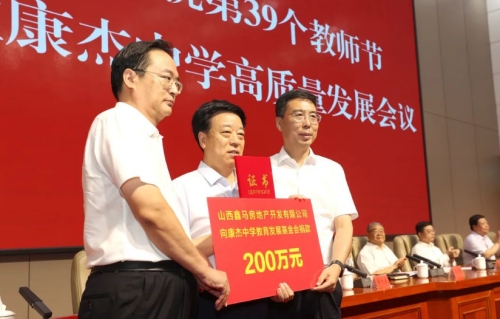 第39个教师节
康杰中学高质量发展会议
证书
山西鑫马房地产开发有限公司
向康杰中学教育发展基金会捐款
200万元